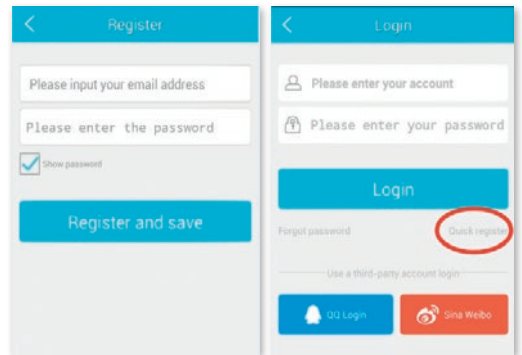 Register
Please input your email address
Please enter the password
Show password
Register and save
Login
Please enter your account
Please enter your password
Login
Forgot password
Quick register
Use a third-party account login
QQ Login
Sina Weibo